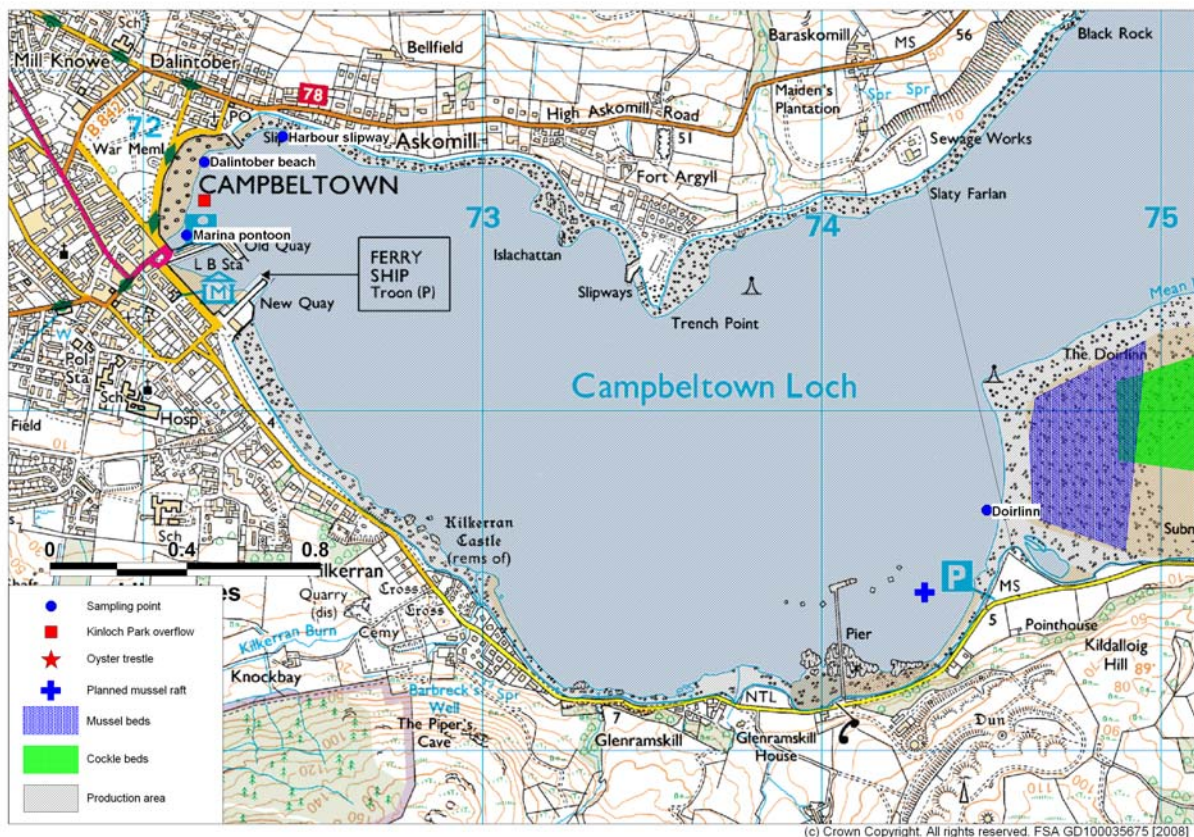 Sch
Mill Knowe
Dalintober
Bellfield
Baraskomill
MS
56
50
Black Rock
B 842
78
High Askomill Road
Maiden's
Plantation
Spr
Spr
72
PO
War Meml
Harbour slipway
Askomill
51
10
Sewage Works
Dalintober beach
CAMPBELTOWN
Fort Argyll
Slaty Farlan
73
74
75
Marina pontoon
Old Quay
L B Sta
FERRY
SHIP
Troon (P)
Islachattan
M
New Quay
Slipways
Trench Point
W
Pol
Sta
Sch
Hosp
Field
10
4
The Doirlinn
Campbeltown Loch
Sch
Kilkerran
Castle
(rems of)
Doirlinn
0
0.4
0.8
Quarry
(dis)
Cross
Cross
Cemy
Kilkerran Burn
Knockbay
Barbreck's
Well
Spr
The Piper's
Cave
7
Glenramskill
NTL
Glenramskill
House
Pier
P
MS
5
Pointhouse
Kildalloig
Hill
Dun
Sampling point
Kinloch Park overflow
Oyster trestle
Planned mussel raft
Mussel beds
Cockle beds
Production area
(c) Crown Copyright. All rights reserved. FSA GD100035675 [2008]